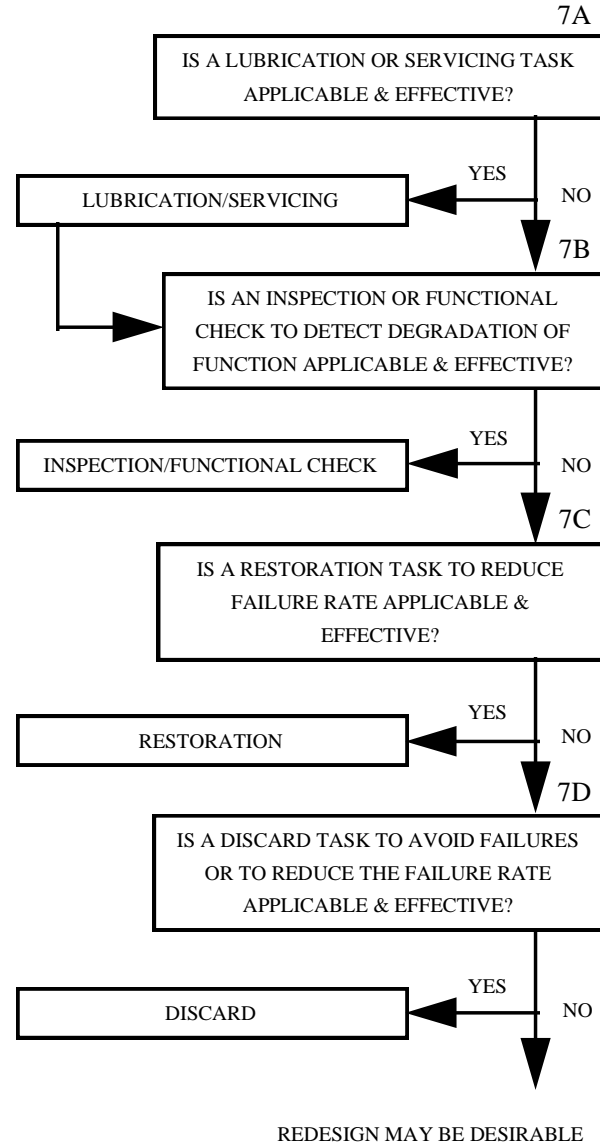 7A
IS A LUBRICATION OR SERVICING TASK
APPLICABLE & EFFECTIVE?
YES
NO
LUBRICATION/SERVICING
7B
IS AN INSPECTION OR FUNCTIONAL
CHECK TO DETECT DEGRADATION OF
FUNCTION APPLICABLE & EFFECTIVE?
YES
NO
INSPECTION/FUNCTIONAL CHECK
7C
IS A RESTORATION TASK TO REDUCE
FAILURE RATE APPLICABLE &
EFFECTIVE?
YES
NO
RESTORATION
7D
IS A DISCARD TASK TO AVOID FAILURES
OR TO REDUCE THE FAILURE RATE
APPLICABLE & EFFECTIVE?
YES
NO
DISCARD
REDESIGN MAY BE DESIRABLE